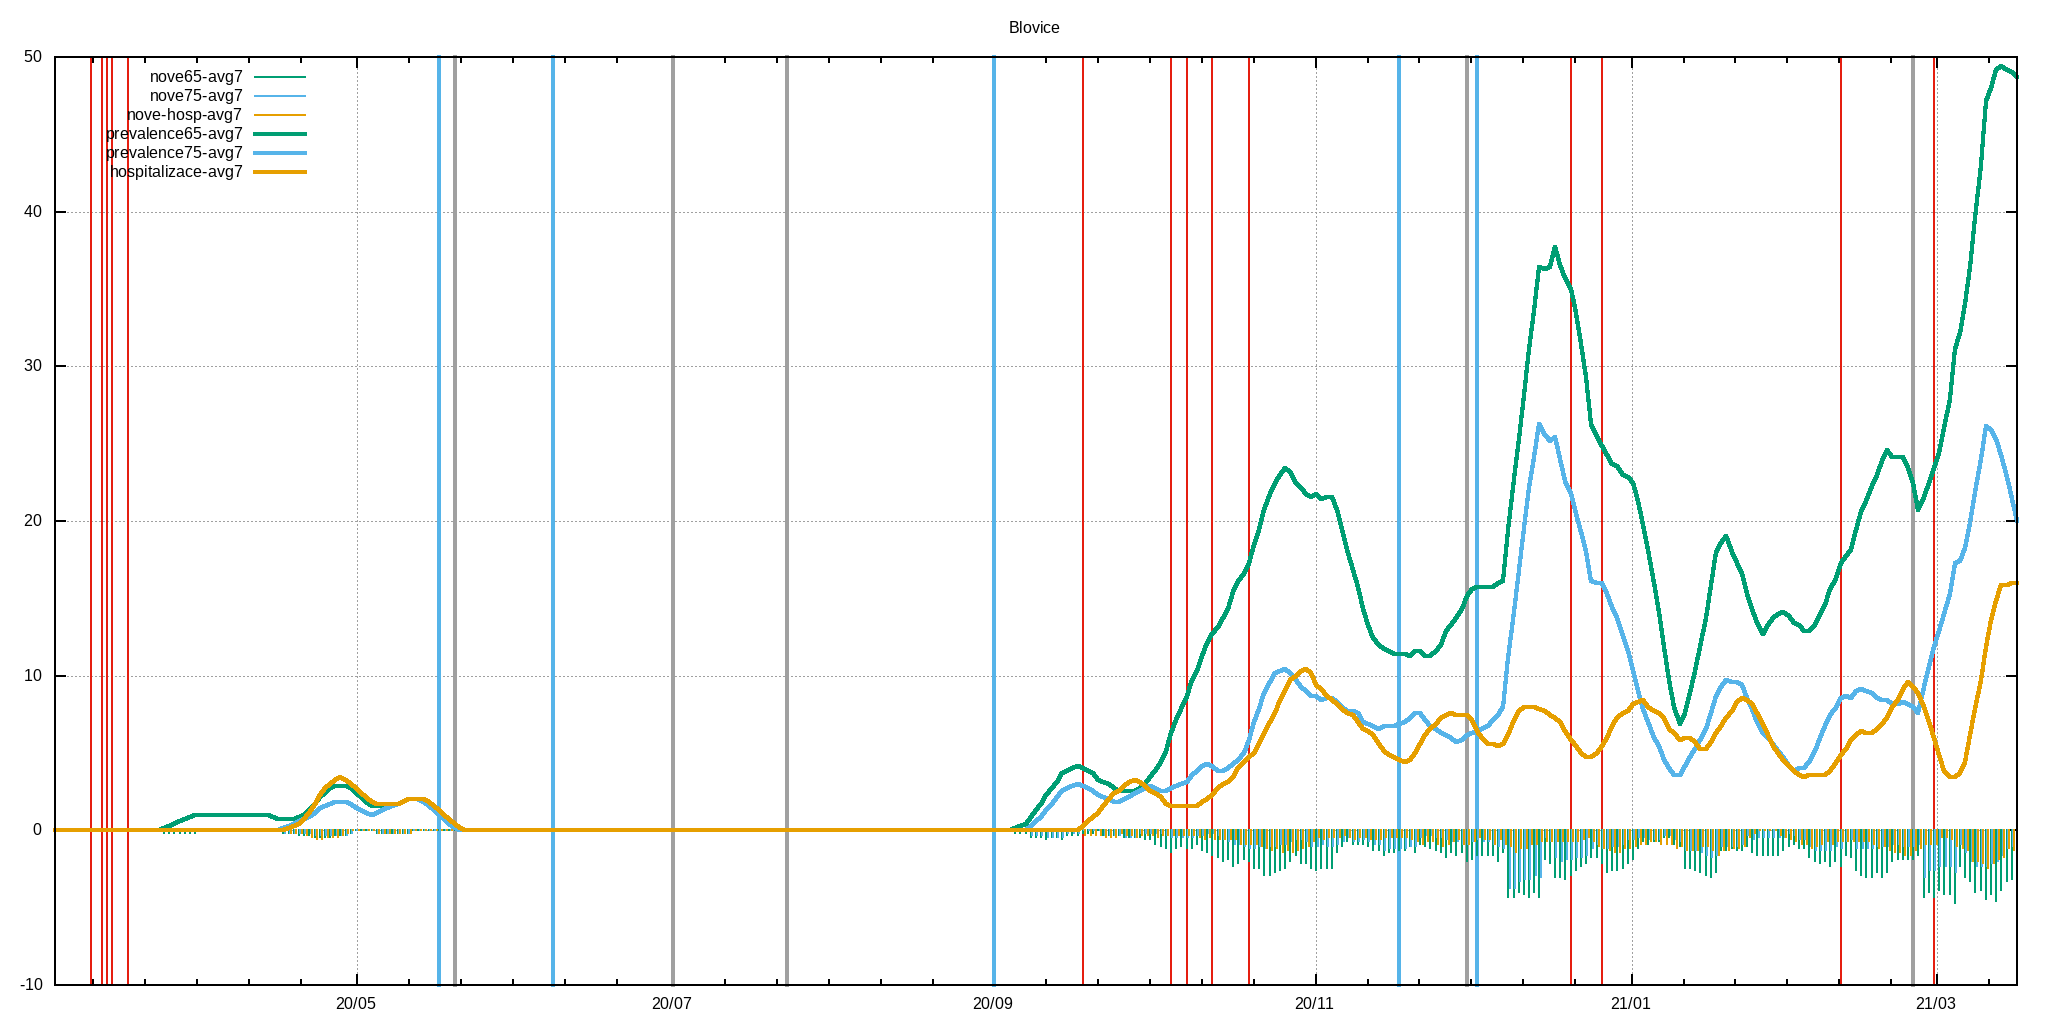 Blovice
50
nove65-avg7
nove75-avg7
nove-hosp-avg7
prevalence65-avg7
prevalence75-avg7
hospitalizace-avg7
40
30
20
10
0
-10
20/05
20/07
20/09
20/11
21/01
21/03